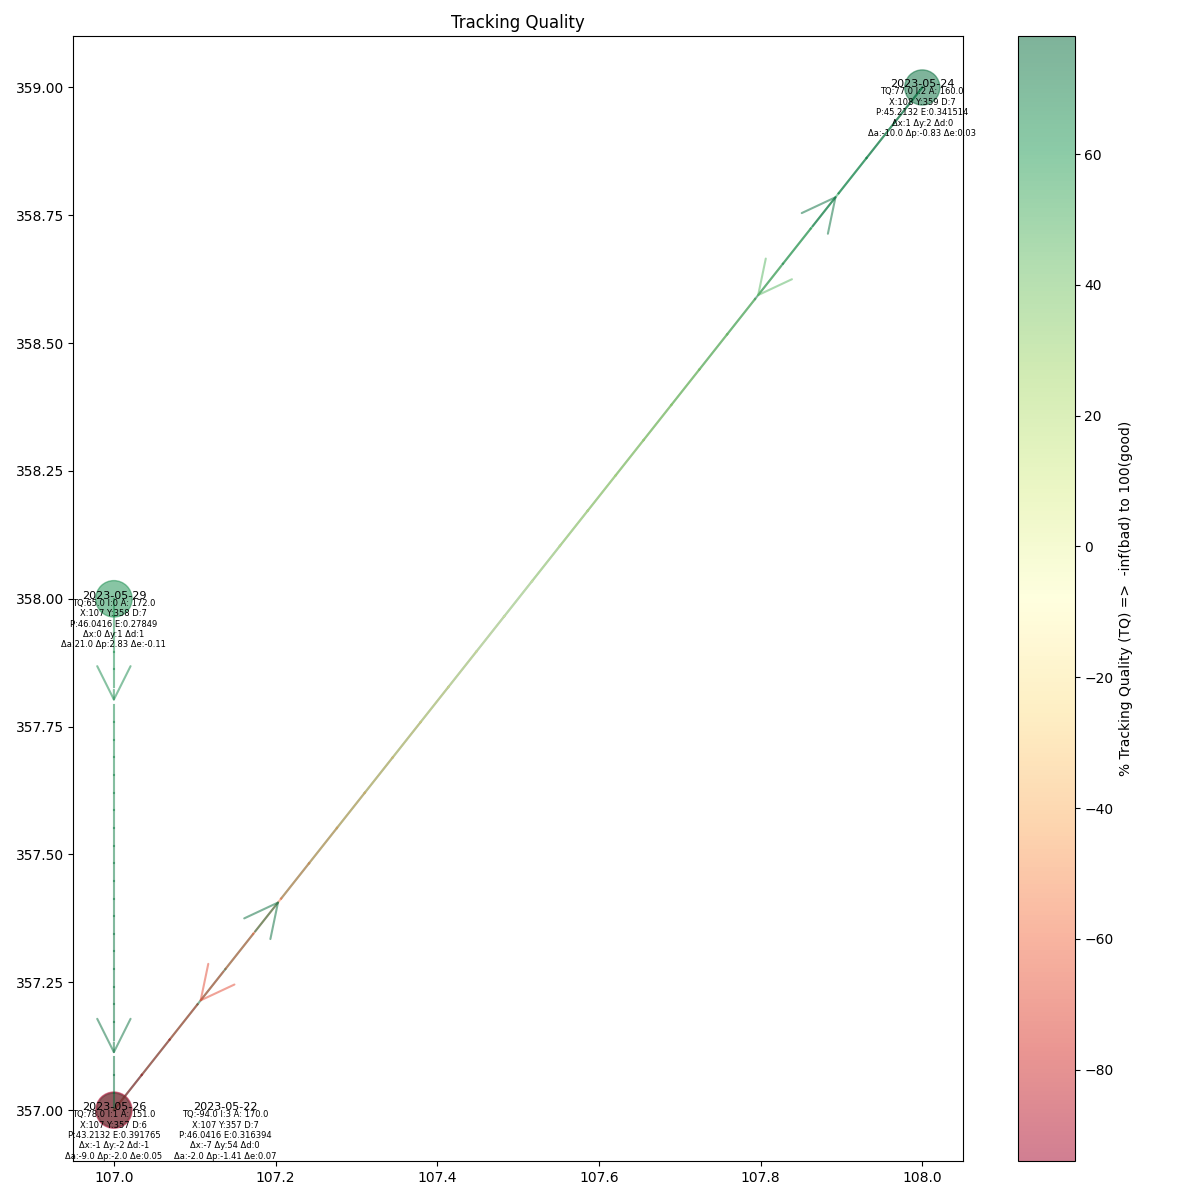 Tracking Quality
359.00
358.75
358.50
358.25
358.00
357.75
357.50
357.25
357.00
107.0
107.2
107.4
107.6
107.8
108.0
2023-05-24
TQ:77.0 I:2 A: 160.0
X:108 Y:359 D:7
P:45.2132 E:0.341514
Δx:1 Δy:2 Δd:0
Δa:-10.0 Δp:-0.83 Δe:0.03
2023-05-29
TQ:65.0 I:0 A: 172.0
X:107 Y:358 D:7
P:46.0416 E:0.27849
Δx:0 Δy:1 Δd:1
Δa:21.0 Δp:2.83 Δe:-0.11
2023-05-26
TQ:78.0 I:1 A: 151.0
X:107 Y:357 D:6
P:43.2132 E:0.391765
Δx:-1 Δy:-2 Δd:-1
Δa:-9.0 Δp:-2.0 Δe:0.05
2023-05-22
TQ:-94.0 I:3 A: 170.0
X:107 Y:357 D:7
P:46.0416 E:0.316394
Δx:-7 Δy:54 Δd:0
Δa:-2.0 Δp:-1.41 Δe:0.07
60
40
20
0
−20
−40
−60
−80
% Tracking Quality (TQ) => -inf(bad) to 100(good)